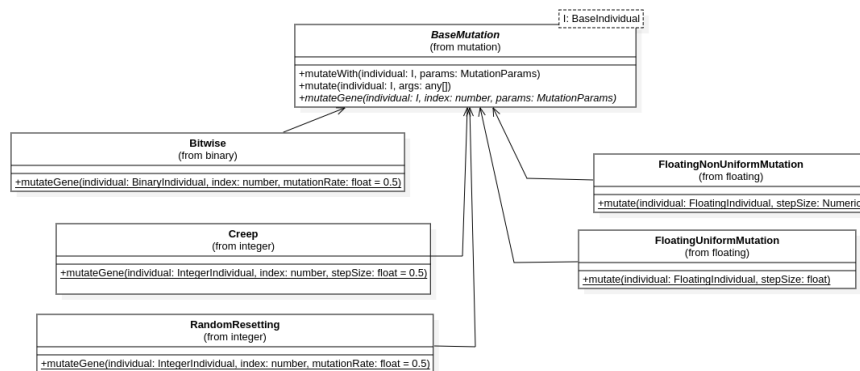 I: BaseIndividual
BaseMutation
(from mutation)
+mutateWith(individual: I, params: MutationParams)
+mutate(individual: I, args: any[])
+mutateGene(individual: I, index: number, params: MutationParams)
Bitwise
(from binary)
+mutateGene(individual: BinaryIndividual, index: number, mutationRate: float = 0.5)
FloatingNonUniformMutation
(from floating)
+mutate(individual: FloatingIndividual, stepSize: Numeric
Creep
(from integer)
+mutateGene(individual: IntegerIndividual, index: number, stepSize: float = 0.5)
FloatingUniformMutation
(from floating)
+mutate(individual: FloatingIndividual, stepSize: float)
RandomResetting
(from integer)
+mutateGene(individual: IntegerIndividual, index: number, mutationRate: float = 0.5)